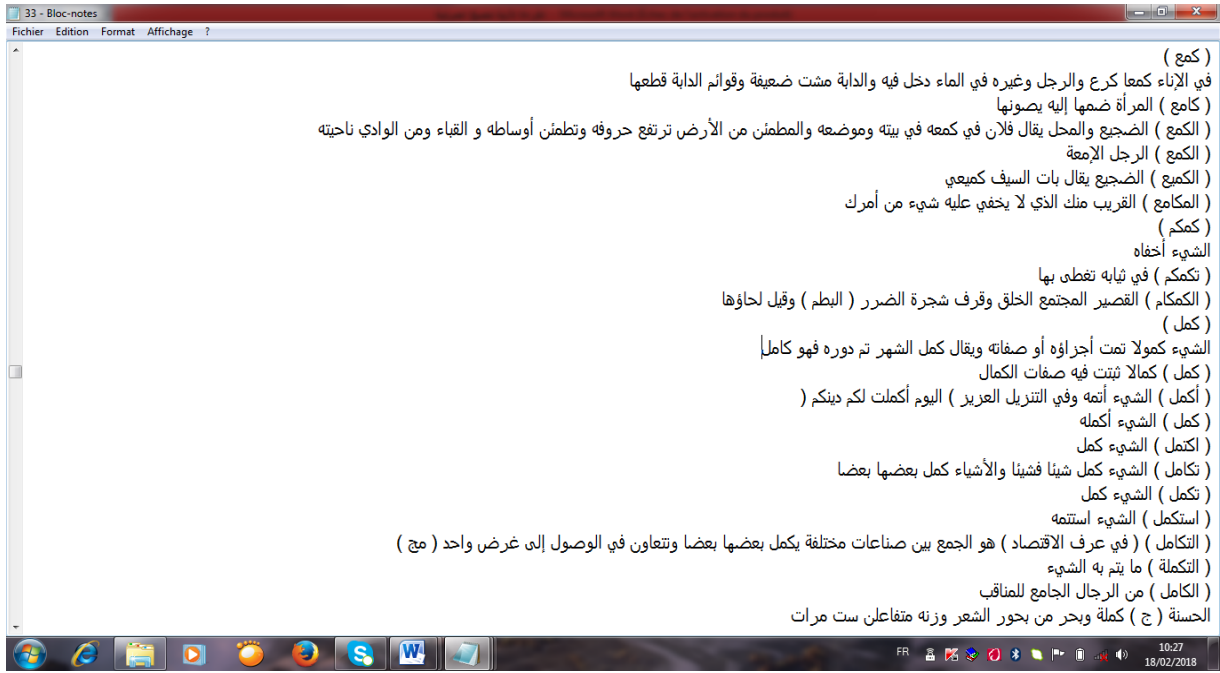 33 - Bloc-notes
Fichier Edition Format Affichage ?
( كمع )
في الإناء كمعا كرع والرجل وغيره في الماء دخل فيه والدابة مشت ضعيفة وقوائم الدابة قطعها
( كامع ) المرأة ضمها إليه يصونها
( الكمع ) الضجيع والمحل يقال فلان في كمعه في بيته وموضعه والمطمئن من الأرض ترتفع حروفه وتطمئن أوساطه و القباء ومن الوادي ناحيته
( الكمع ) الرجل الإمعة
( الكميع ) الضجيع يقال بات السيف كميعي
( المكامع ) القريب منك الذي لا يخفي عليه شيء من أمرك
( كمكم )
الشيء أخفاه
( تكمكم ) في ثيابه تغطى بها
( الكمكام ) القصير المجتمع الخلق وقرف شجرة الضرر ( البطم ) وقيل لحاؤها
( كمل )
الشيء كمولا تمت أجزاؤه أو صفاته ويقال كمل الشهر تم دوره فهو كامل
( كمل ) كمالا ثبتت فيه صفات الكمال
( أكمل ) الشيء أتمه وفي التنزيل العزيز ) اليوم أكملت لكم دينكم (
( كمل ) الشيء أكمله
( اكتمل ) الشيء كمل
( تكامل ) الشيء كمل شيئا فشيئا والأشياء كمل بعضها بعضا
( تكمل ) الشيء كمل
( استكمل ) الشيء استتمه
( التكامل ) ( في عرف الاقتصاد ) هو الجمع بين صناعات مختلفة يكمل بعضها بعضا وتتعاون في الوصول إلى غرض واحد ( مج )
( التكملة ) ما يتم به الشيء
( الكامل ) من الرجال الجامع للمناقب
الحسنة ( ج ) كملة وبحر من بحور الشعر وزنه متفاعلن ست مرات
FR
10:27
18/02/2018